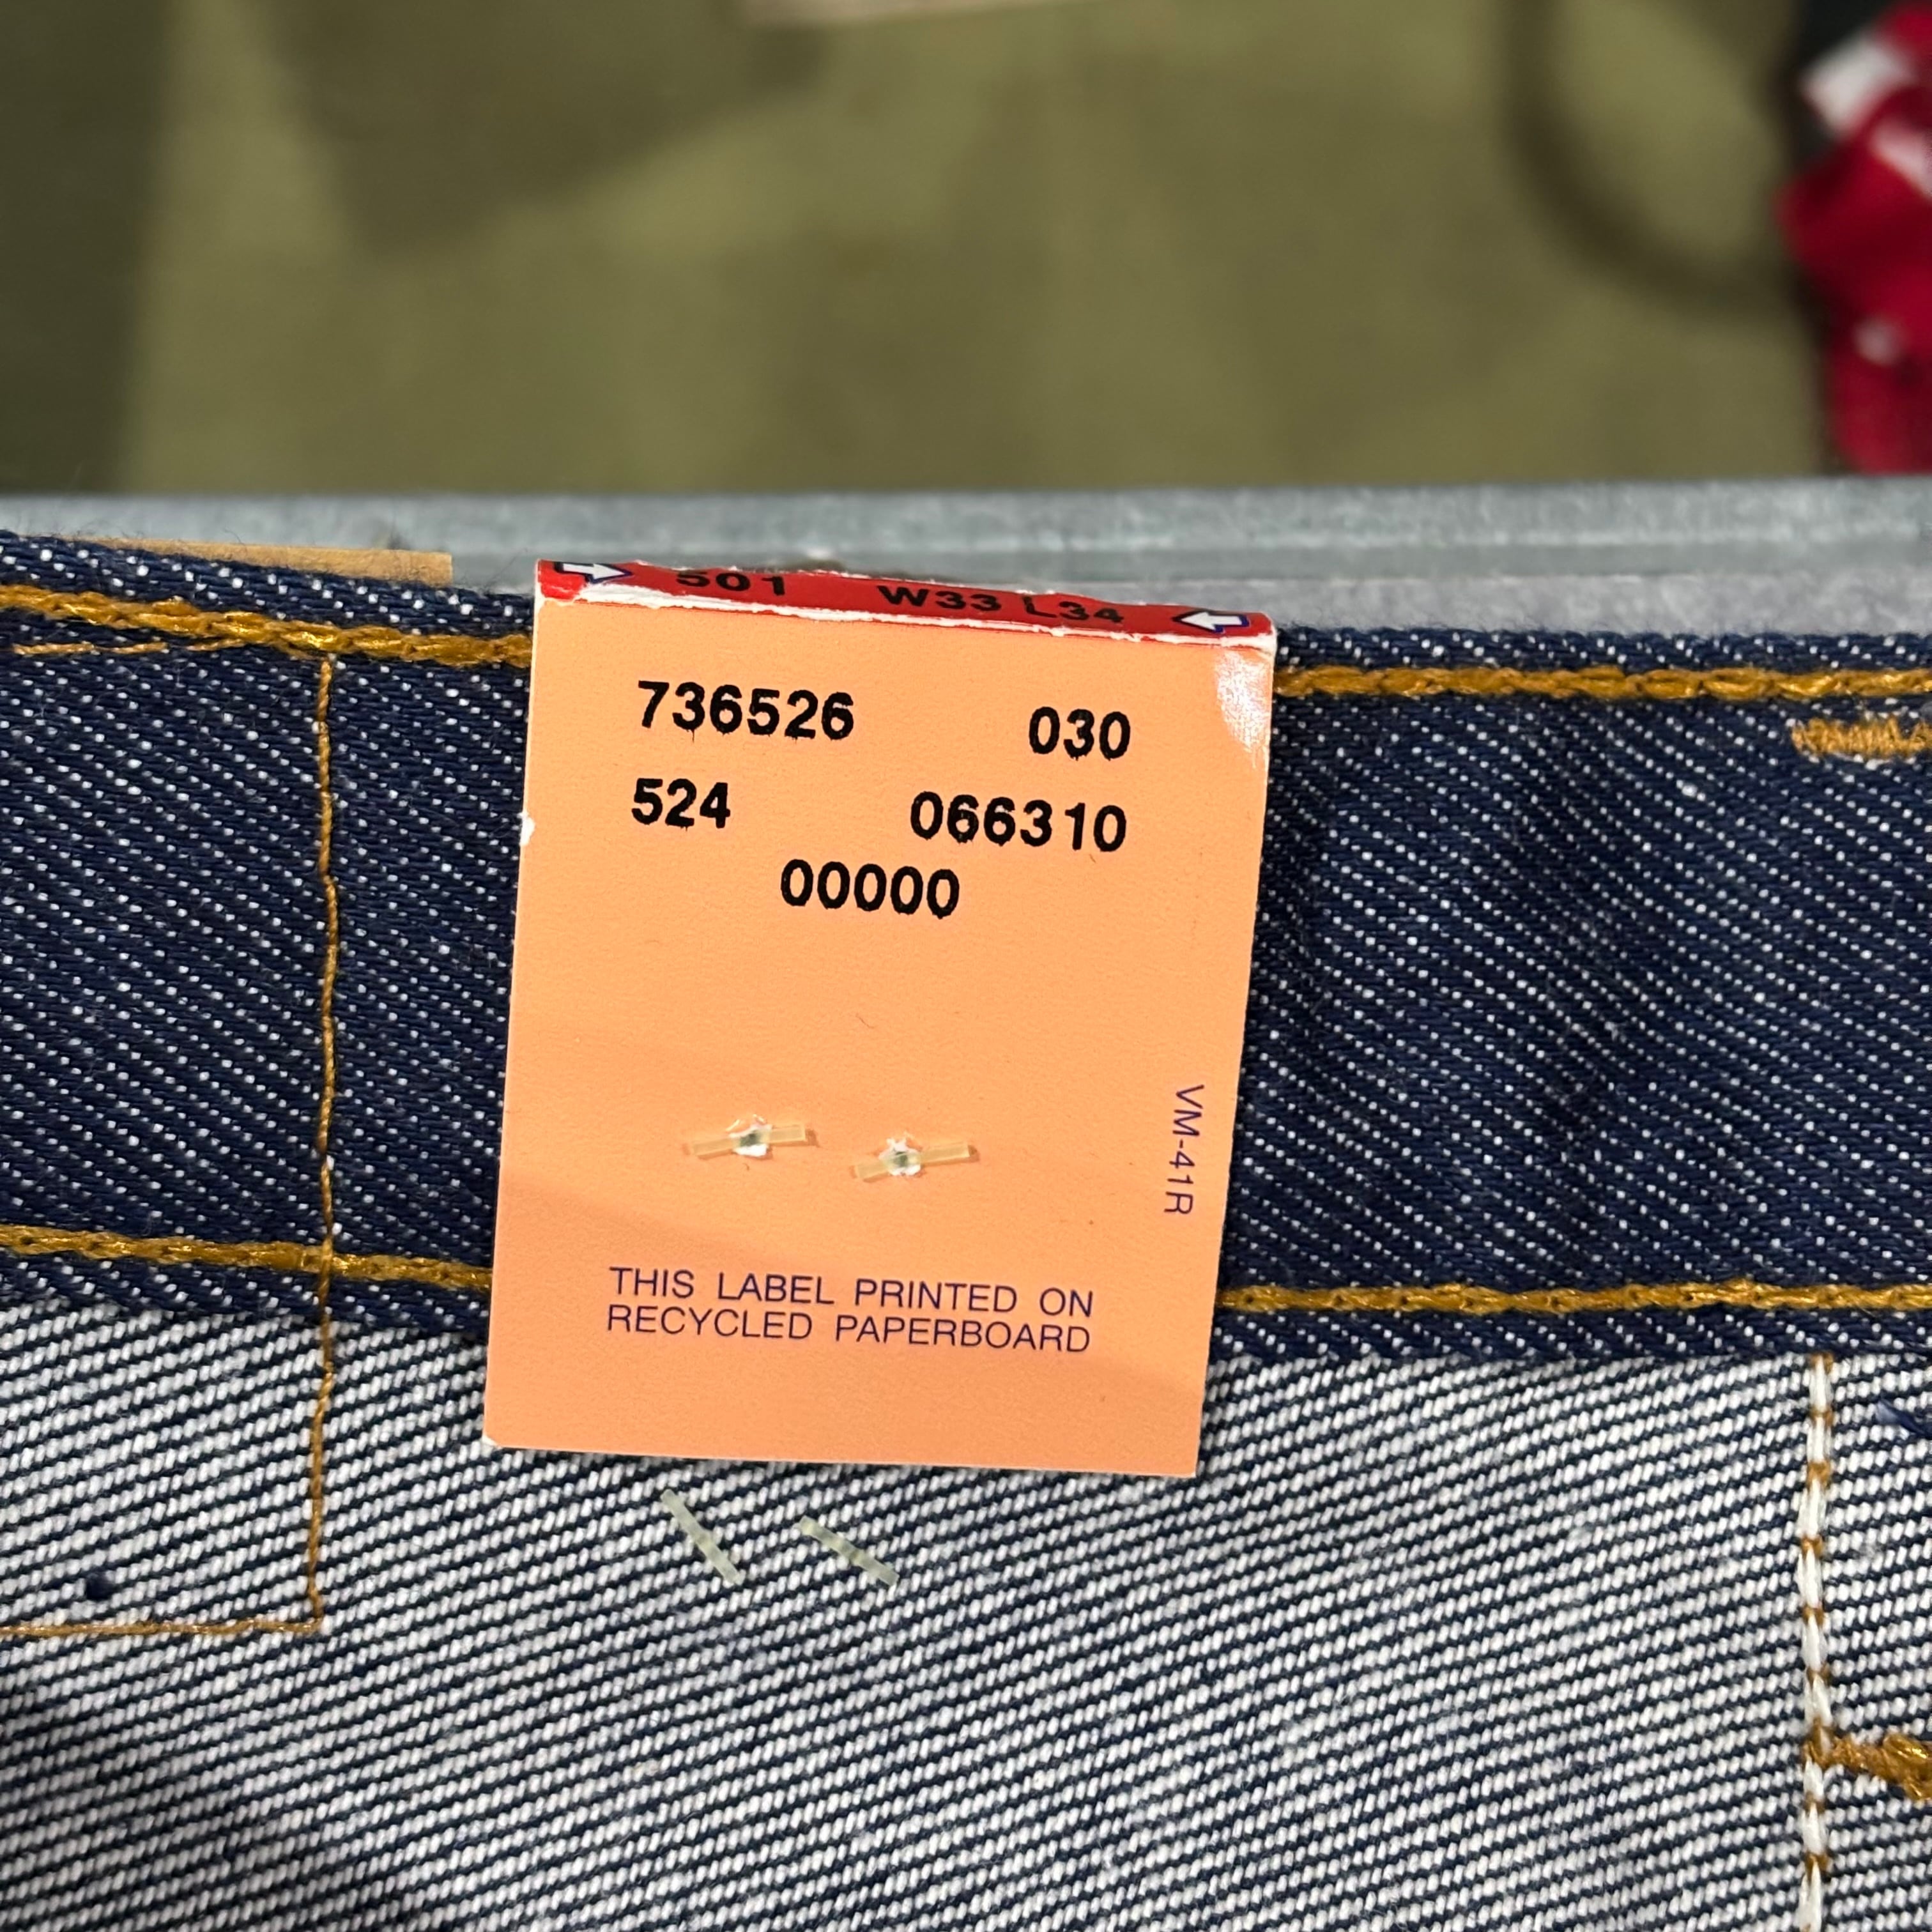 501 W33 L34
736526 030
524 066310
00000
VM-41R
THIS LABEL PRINTED ON
RECYCLED PAPERBOARD